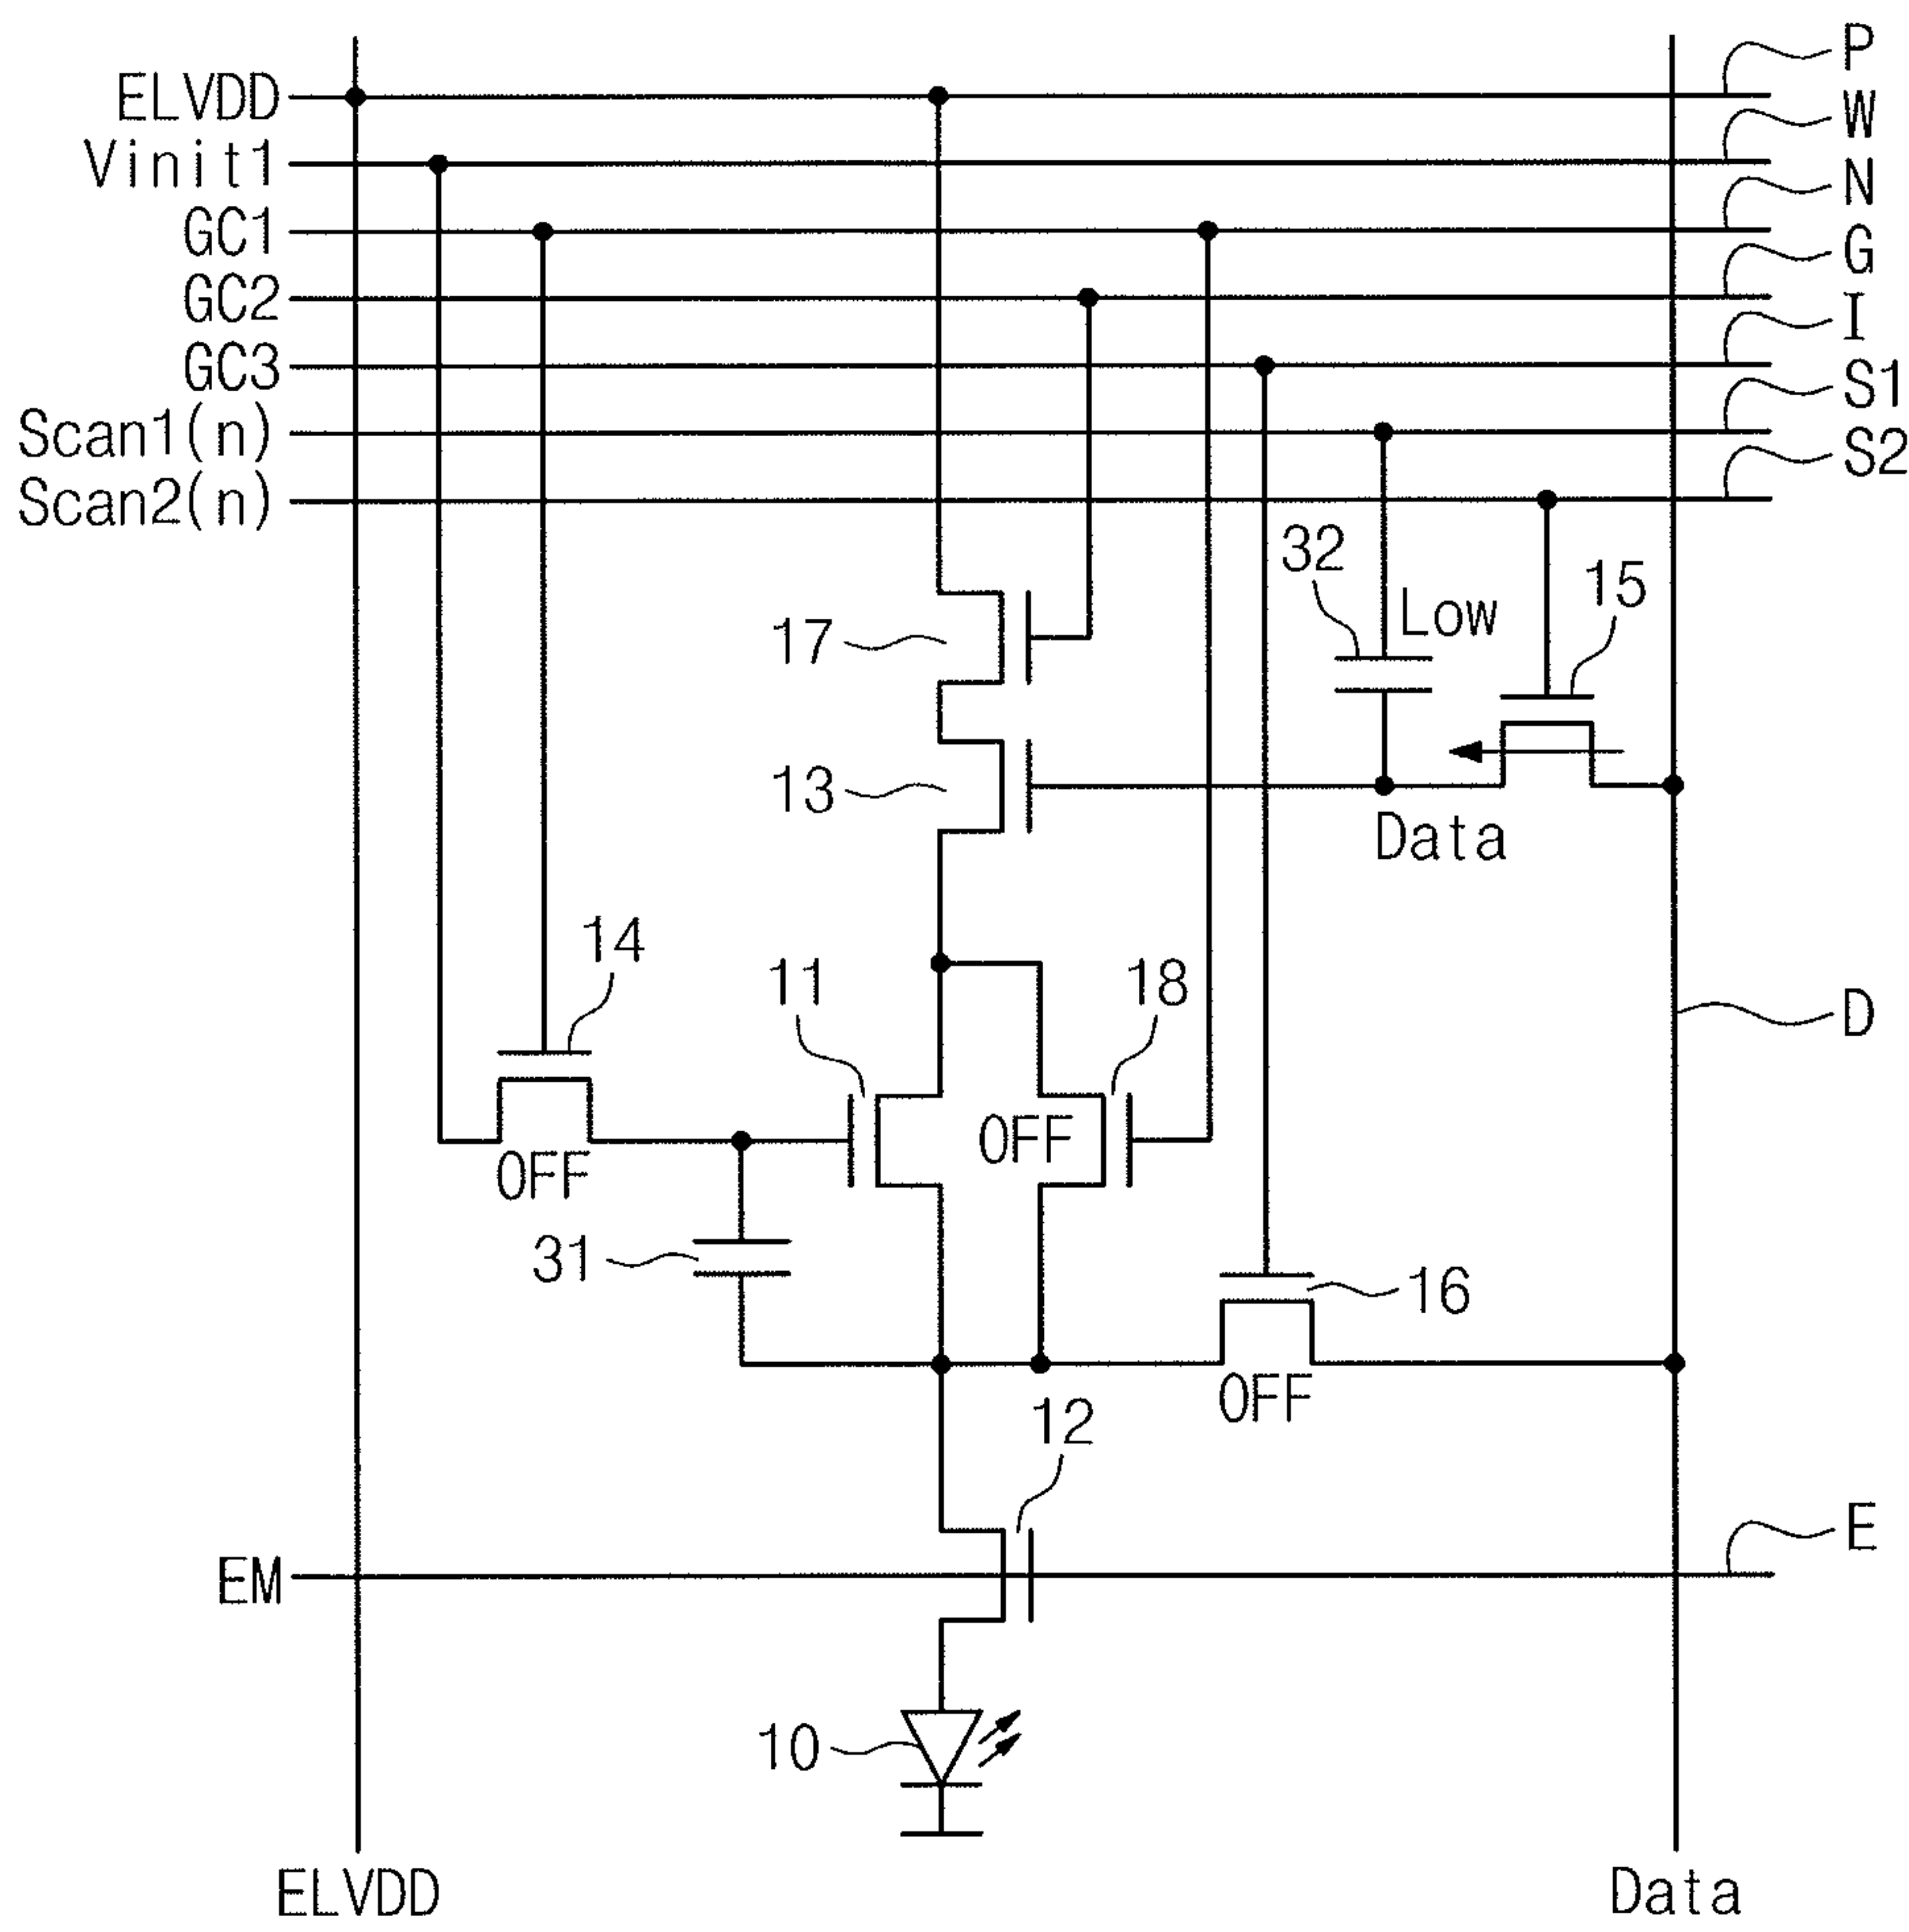 P
ELVDD
W
Vinit1
N
GC1
G
GC2
I
GC3
S1
Scan1(n)
S2
Scan2(n)
32
15
Low
17
13
Data
14
11
18
D
OFF
OFF
31
16
OFF
12
E
EM
10
ELVDD
Data